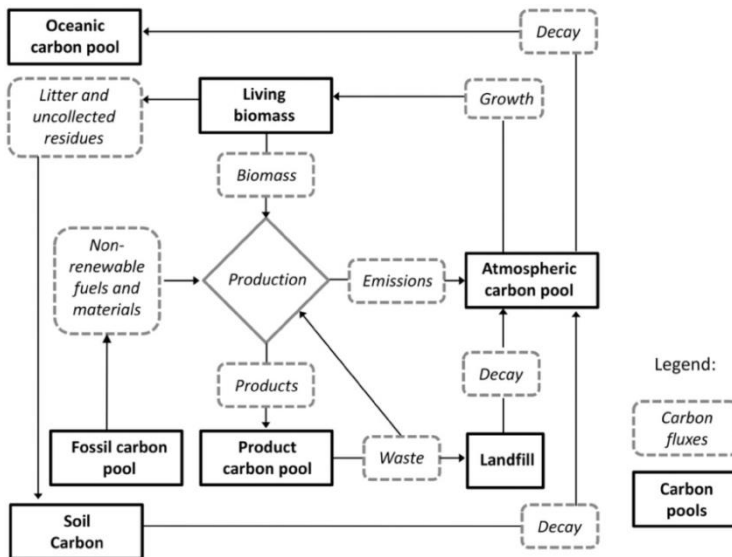 Oceanic
carbon pool
Decay
Litter and
uncollected
residues
Living
biomass
Growth
Biomass
Non-
renewable
fuels and
materials
Production
Emissions
Atmospheric
carbon pool
Products
Decay
Legend:
Carbon
fluxes
Fossil carbon
pool
Product
carbon pool
Waste
Landfill
Carbon
pools
Soil
Carbon
Decay